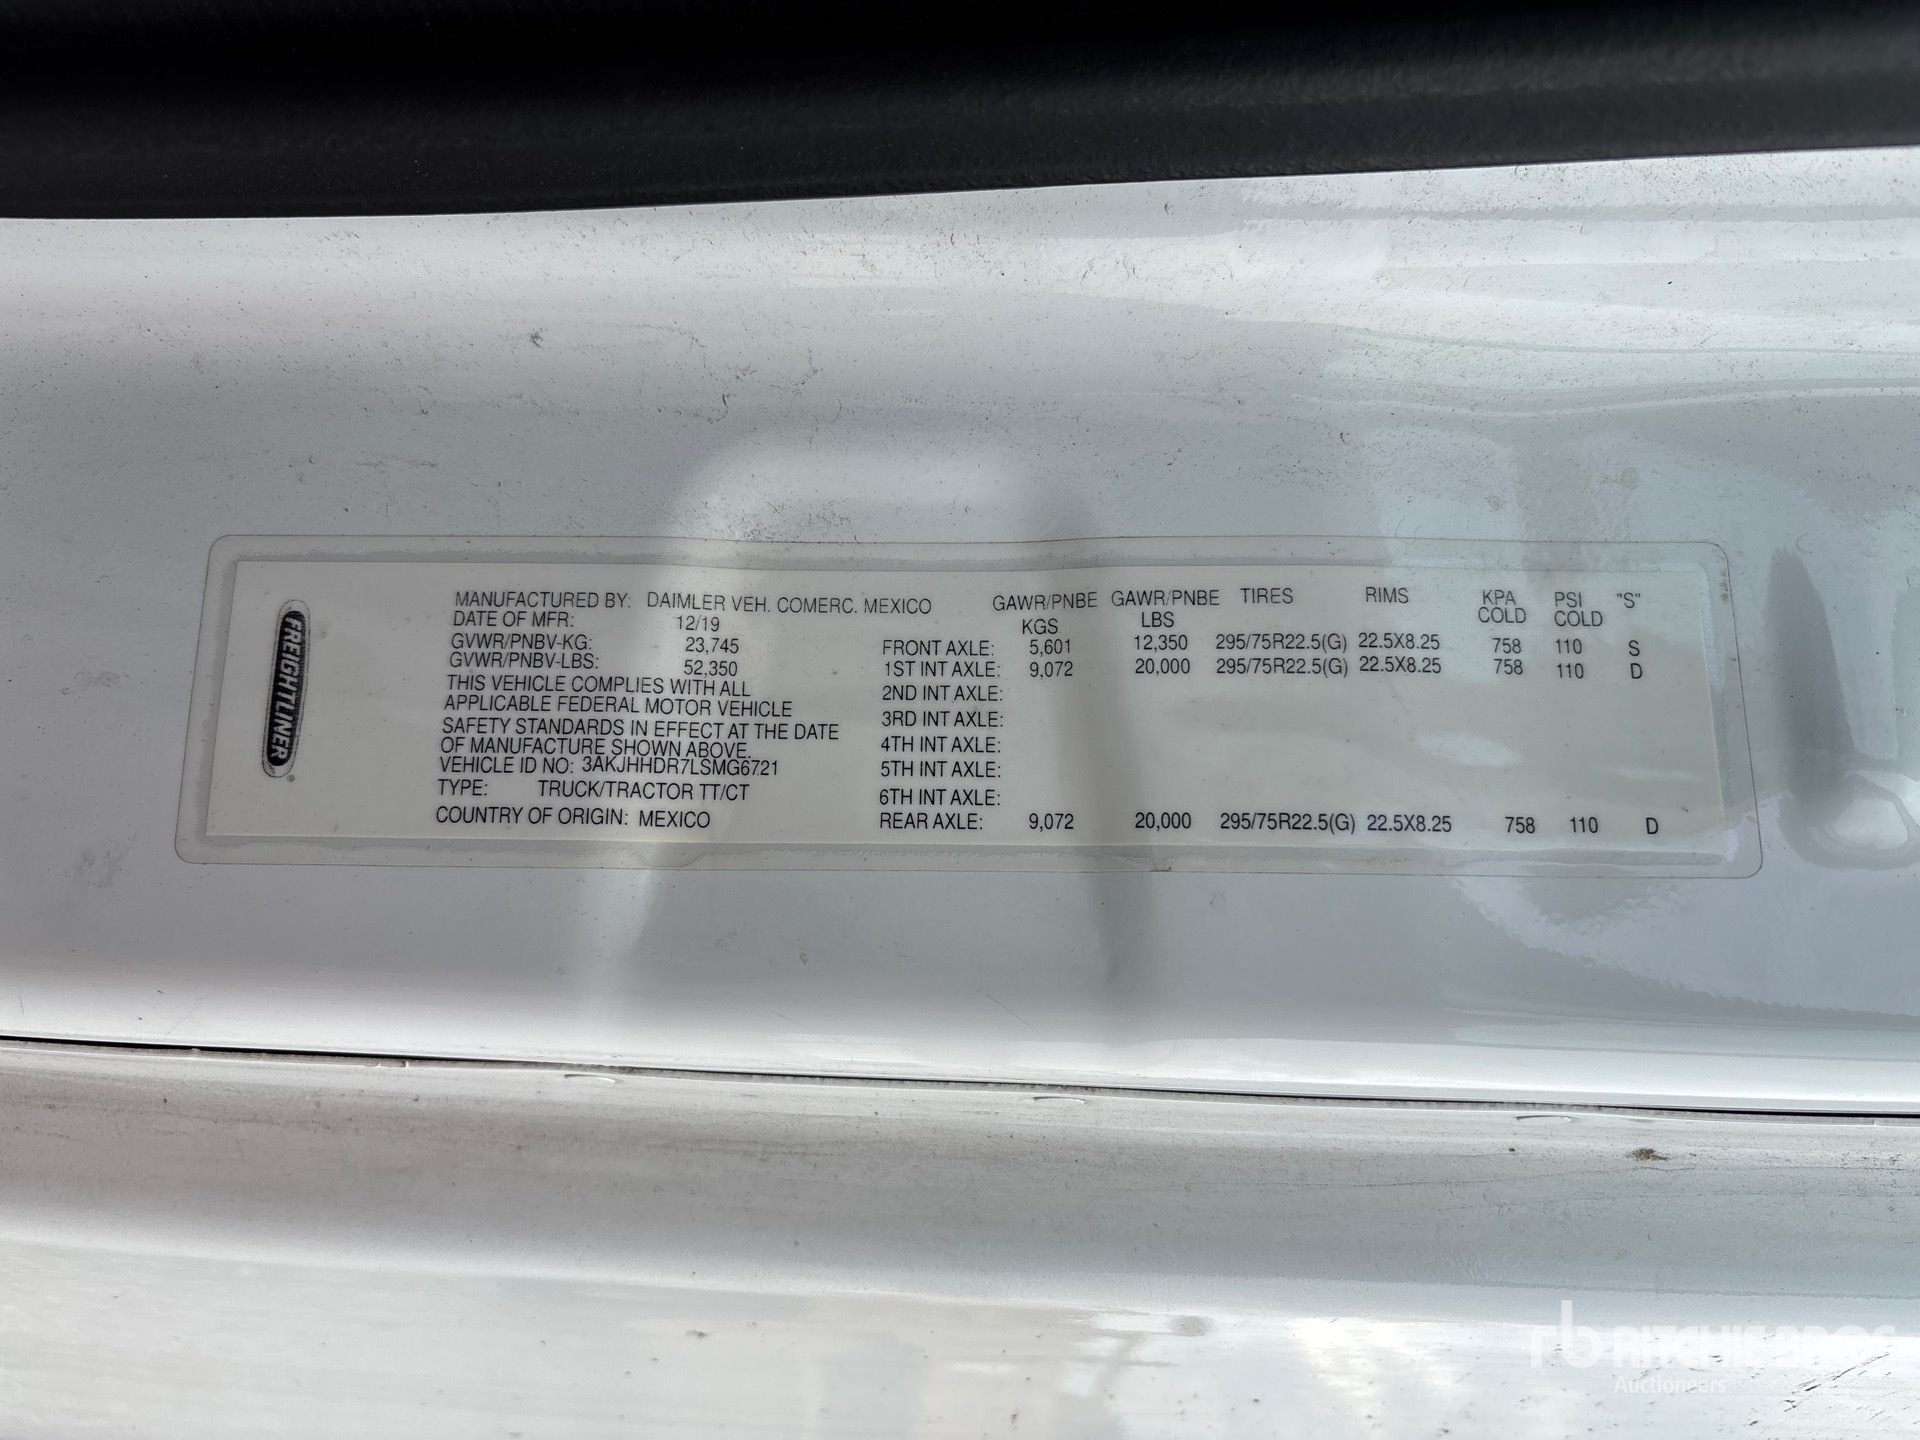 FREIGHTLINER®
MANUFACTURED BY: DAIMLER VEH. COMERC. MEXICO
DATE OF MFR: 12/19
GVWR/PNBV-KG: 23,745
GVWR/PNBV-LBS: 52,350
THIS VEHICLE COMPLIES WITH ALL
APPLICABLE FEDERAL MOTOR VEHICLE
SAFETY STANDARDS IN EFFECT AT THE DATE
OF MANUFACTURE SHOWN ABOVE.
VEHICLE ID NO: 3AKJHHDR7LSMG6721
TYPE: TRUCK/TRACTOR TT/CT
COUNTRY OF ORIGIN: MEXICO
GAWR/PNBE KGS GAWR/PNBE LBS TIRES RIMS KPA COLD PSI COLD "S"
FRONT AXLE: 5,601 12,350 295/75R22.5(G) 22.5X8.25 758 110 S
1ST INT AXLE: 9,072 20,000 295/75R22.5(G) 22.5X8.25 758 110 D
2ND INT AXLE:
3RD INT AXLE:
4TH INT AXLE:
5TH INT AXLE:
6TH INT AXLE:
REAR AXLE: 9,072 20,000 295/75R22.5(G) 22.5X8.25 758 110 D
rb RITCHIE BROS
Auctioneers